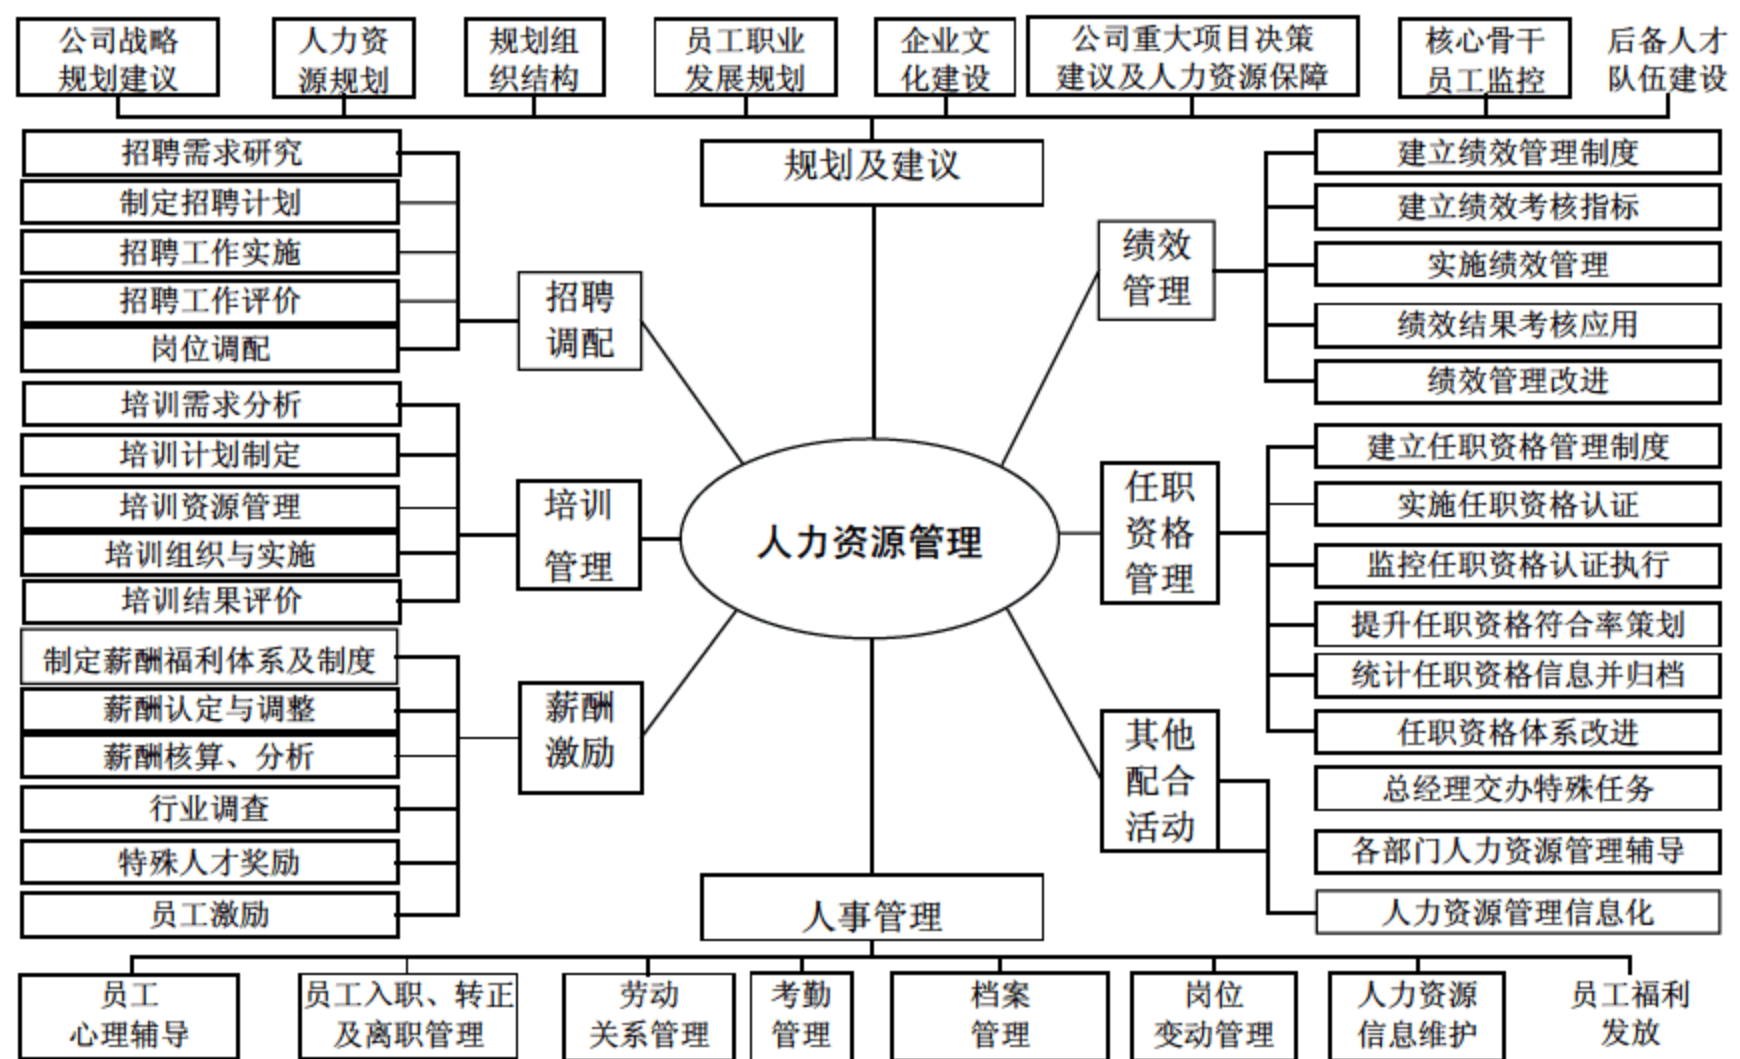 公司战略
规划建议
人力资
源规划
规划组
织结构
员工职业
发展规划
企业文
化建设
公司重大项目决策
建议及人力资源保障
核心骨干
员工监控
后备人才
队伍建设
规划及建议
招聘需求研究
制定招聘计划
招聘工作实施
招聘工作评价
岗位调配
招聘
调配
培训需求分析
培训计划制定
培训资源管理
培训组织与实施
培训结果评价
培训
管理
制定薪酬福利体系及制度
薪酬认定与调整
薪酬核算、分析
行业调查
特殊人才奖励
员工激励
薪酬
激励
人力资源管理
绩效
管理
建立绩效管理制度
建立绩效考核指标
实施绩效管理
绩效结果考核应用
绩效管理改进
任职
资格
管理
建立任职资格管理制度
实施任职资格认证
监控任职资格认证执行
提升任职资格符合率策划
统计任职资格信息并归档
任职资格体系改进
其他
配合
活动
总经理交办特殊任务
各部门人力资源管理辅导
人力资源管理信息化
人事管理
员工
心理辅导
员工入职、转正
及离职管理
劳动
关系管理
考勤
管理
档案
管理
岗位
变动管理
人力资源
信息维护
员工福利
发放